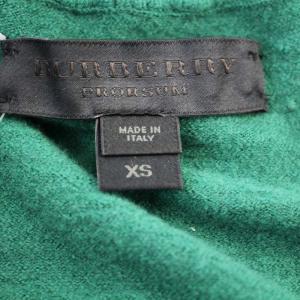 BURBERRY
PRORSUM
MADE IN
ITALY
XS